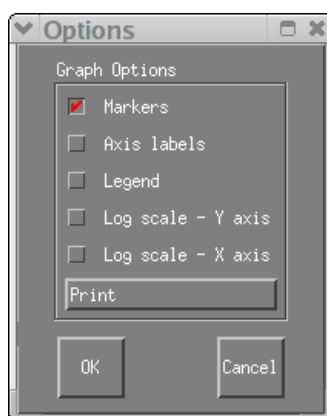 Options
Graph Options
Markers
Axis labels
Legend
Log scale - Y axis
Log scale - X axis
Print
OK
Cancel